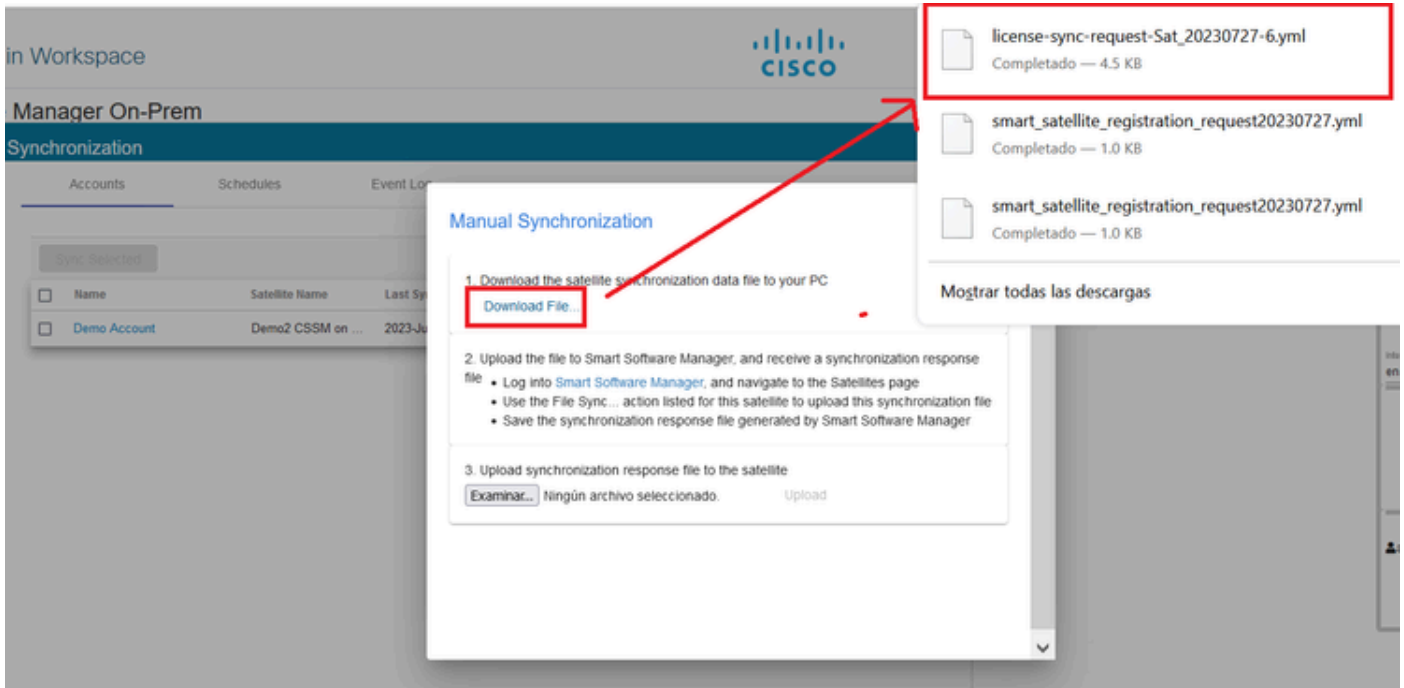 in Workspace
CISCO
Manager On-Prem
Synchronization
Accounts Schedules Event Log
Sync Selected
Name Satellite Name Last Sy
Demo Account Demo2 CSSM on ... 2023-Ju
Manual Synchronization
1. Download the satellite synchronization data file to your PC
Download File...
2. Upload the file to Smart Software Manager, and receive a synchronization response
file
• Log into Smart Software Manager, and navigate to the Satellites page
• Use the File Sync... action listed for this satellite to upload this synchronization file
• Save the synchronization response file generated by Smart Software Manager
3. Upload synchronization response file to the satellite
Examinar... Ningún archivo seleccionado. Upload
license-sync-request-Sat_20230727-6.yml
Completado — 4.5 KB
smart_satellite_registration_request20230727.yml
Completado — 1.0 KB
smart_satellite_registration_request20230727.yml
Completado — 1.0 KB
Mostrar todas las descargas
en